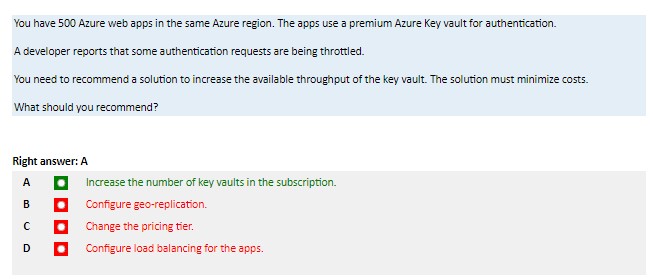 You have 500 Azure web apps in the same Azure region. The apps use a premium Azure Key vault for authentication.
A developer reports that some authentication requests are being throttled.
You need to recommend a solution to increase the available throughput of the key vault. The solution must minimize costs.
What should you recommend?
Right answer: A
A Increase the number of key vaults in the subscription.
B Configure geo-replication.
C Change the pricing tier.
D Configure load balancing for the apps.